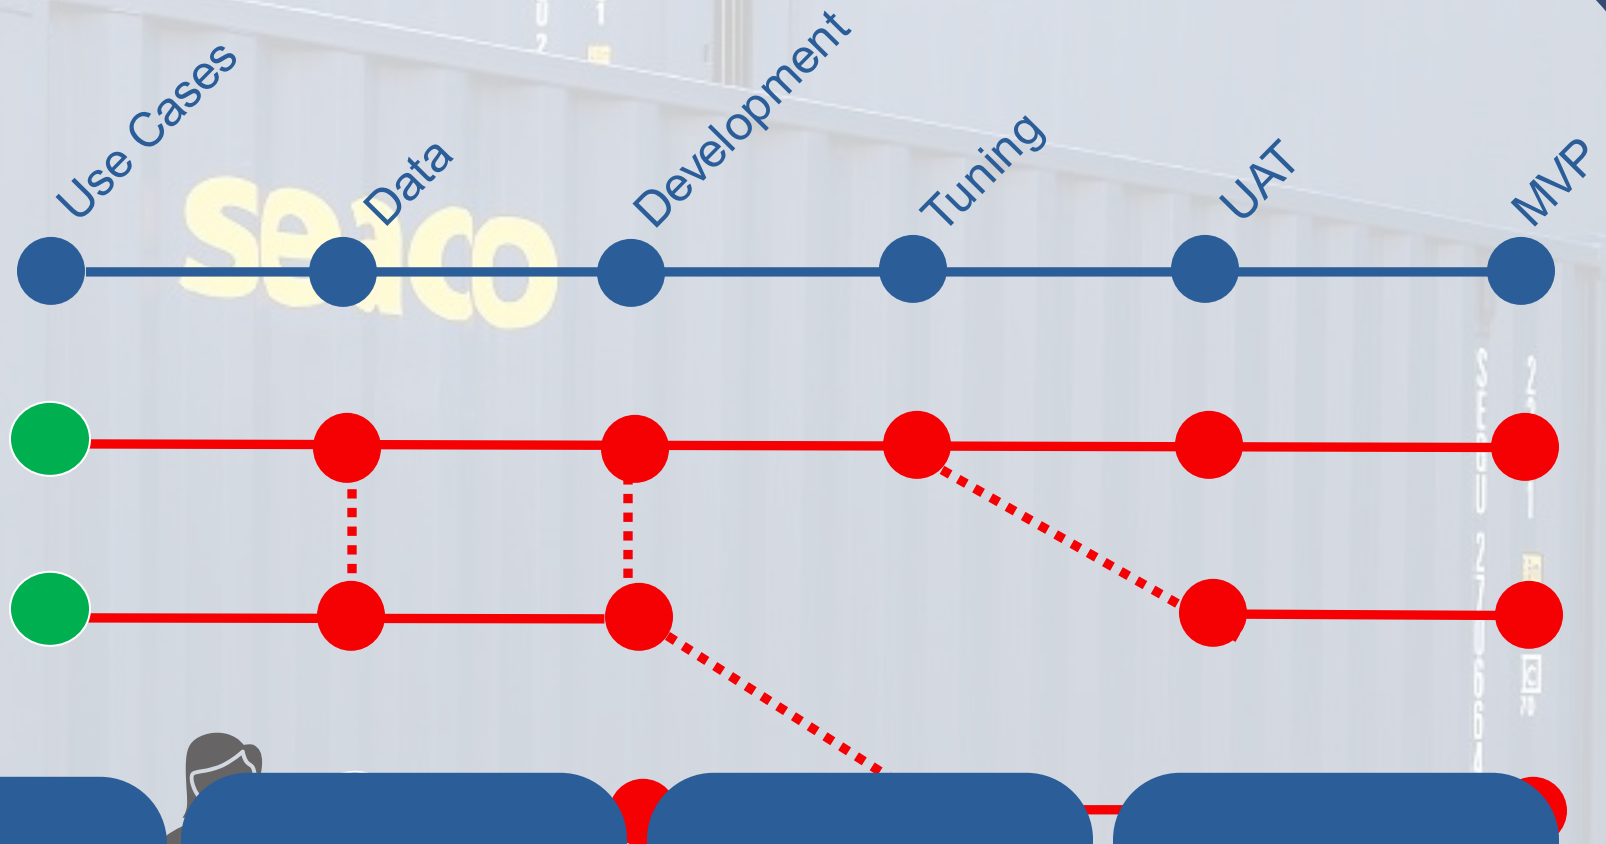 Use Cases
Data
Development
Tuning
UAT
MVP
seaco